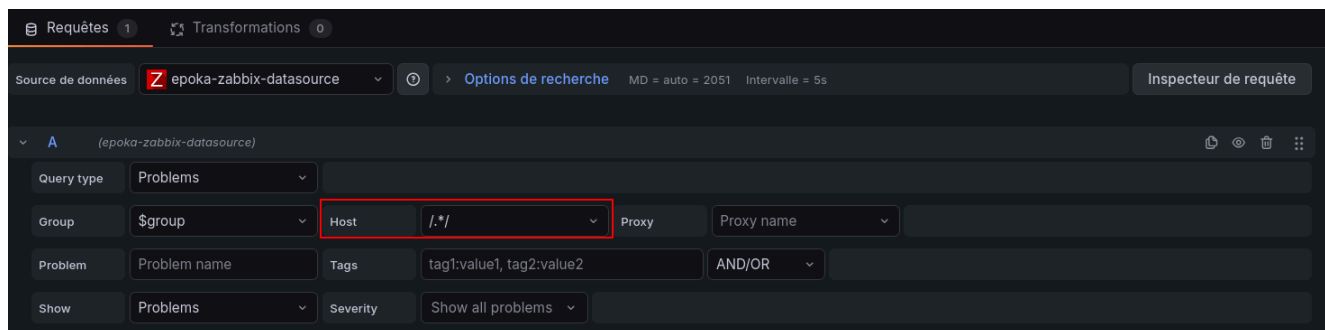 Requêtes 1 Transformations 0
Source de données Z epoka-zabbix-datasource ? > Options de recherche MD = auto = 2051 Intervalle = 5s Inspecteur de requête
A (epoka-zabbix-datasource)
Query type Problems
Group $group Host /.*/ Proxy Proxy name
Problem Problem name Tags tag1:value1, tag2:value2 AND/OR
Show Problems Severity Show all problems